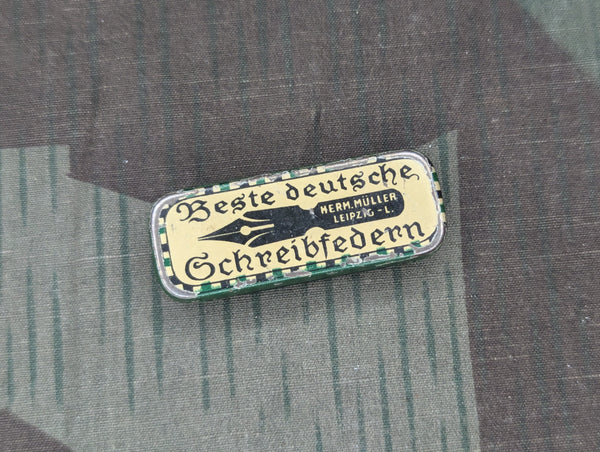 Beste deutsche
HERM. MÜLLER
LEIPZIG-L.
Schreibfedern